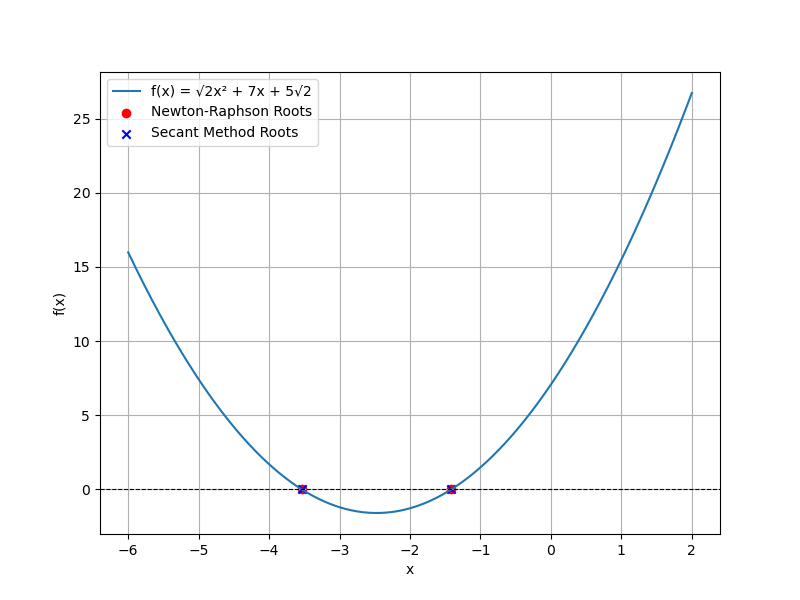 f(x) = √2x² + 7x + 5√2
Newton-Raphson Roots
Secant Method Roots
25
20
15
10
5
0
f(x)
−6 −5 −4 −3 −2 −1 0 1 2
x